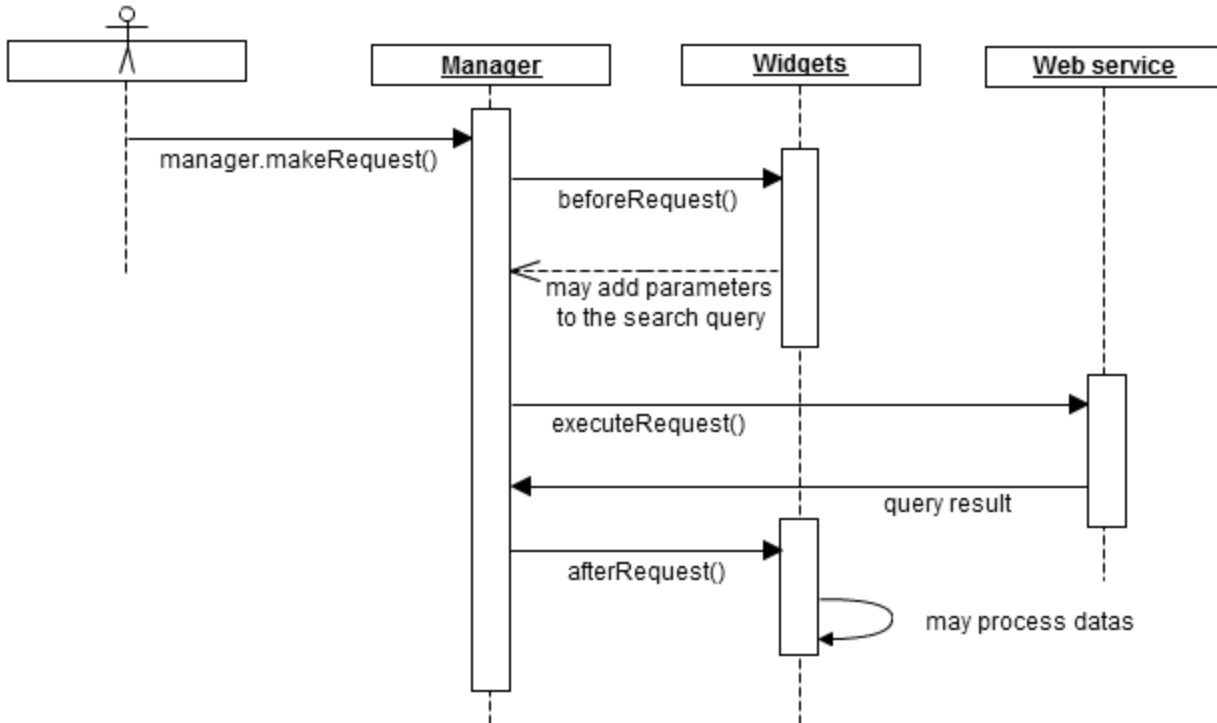 Manager
Widgets
Web service
manager.makeRequest()
beforeRequest()
may add parameters
to the search query
executeRequest()
query result
afterRequest()
may process datas